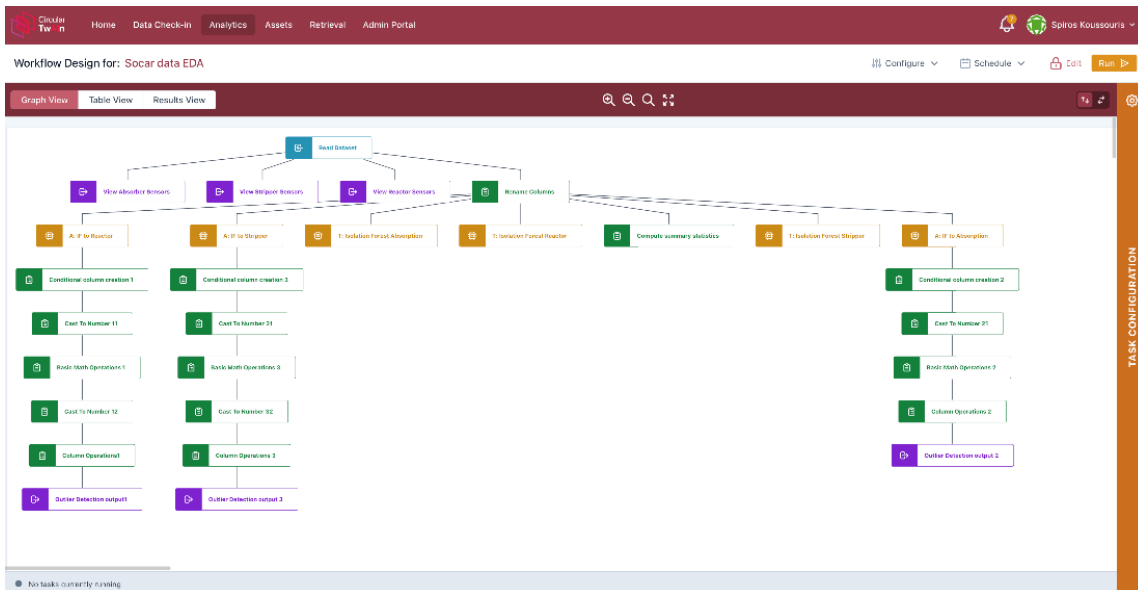 Circular
Tw n
Home Data Check-in Analytics Assets Retrieval Admin Portal
?
Spiros Koussouris
Workflow Design for: Socar data EDA
Configure Schedule Edit Run
Graph View Table View Results View
TASK CONFIGURATION
Read Dataset
View Absorber Sensors View Stripper Sensors View Reactor Sensors Rename Columns
A: IF to Reactor A: IF to Stripper T: Isolation Forest Absorption T: Isolation Forest Reactor Compute summary statistics T: Isolation Forest Stripper A: IF to Absorption
Conditional column creation 1 Conditional column creation 3 Conditional column creation 2
Cast To Number 11 Cast To Number 31 Cast To Number 21
Basic Math Operations 1 Basic Math Operations 3 Basic Math Operations 2
Cast To Number 12 Cast To Number 32 Column Operations 2
Column Operations1 Column Operations 3 Outlier Detection output 2
Outlier Detection output1 Outlier Detection output 3
No tasks currently running